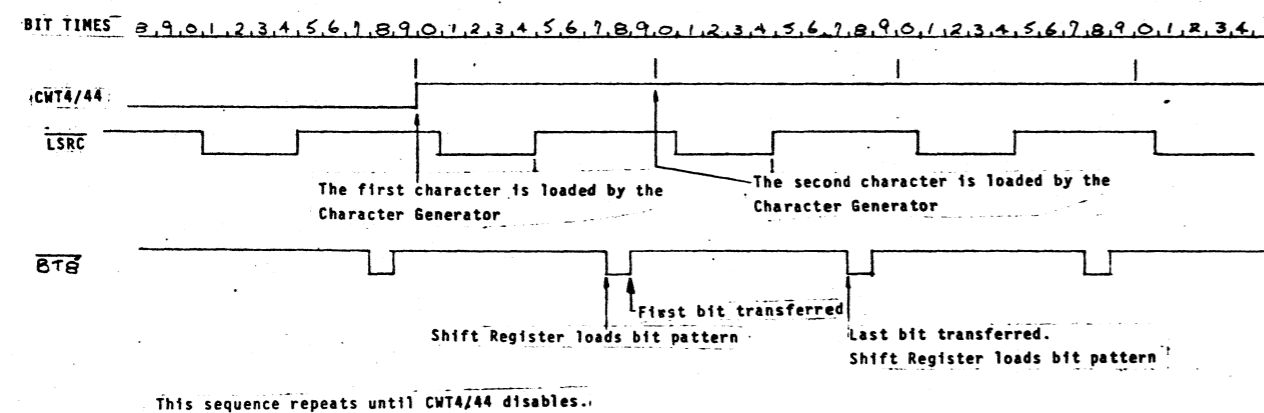 BIT TIMES 8,9,0,1,2,3,4,5,6,7,8,9,0,1,2,3,4,5,6,7,8,9,0,1,2,3,4,5,6,7,8,9,0,1,2,3,4,5,6,7,8,9,0,1,2,3,4,
CWT4/44
LSRC
The first character is loaded by the
Character Generator
The second character is loaded by the
Character Generator
BT8
First bit transferred
Shift Register loads bit pattern
Last bit transferred.
Shift Register loads bit pattern
This sequence repeats until CWT4/44 disables.